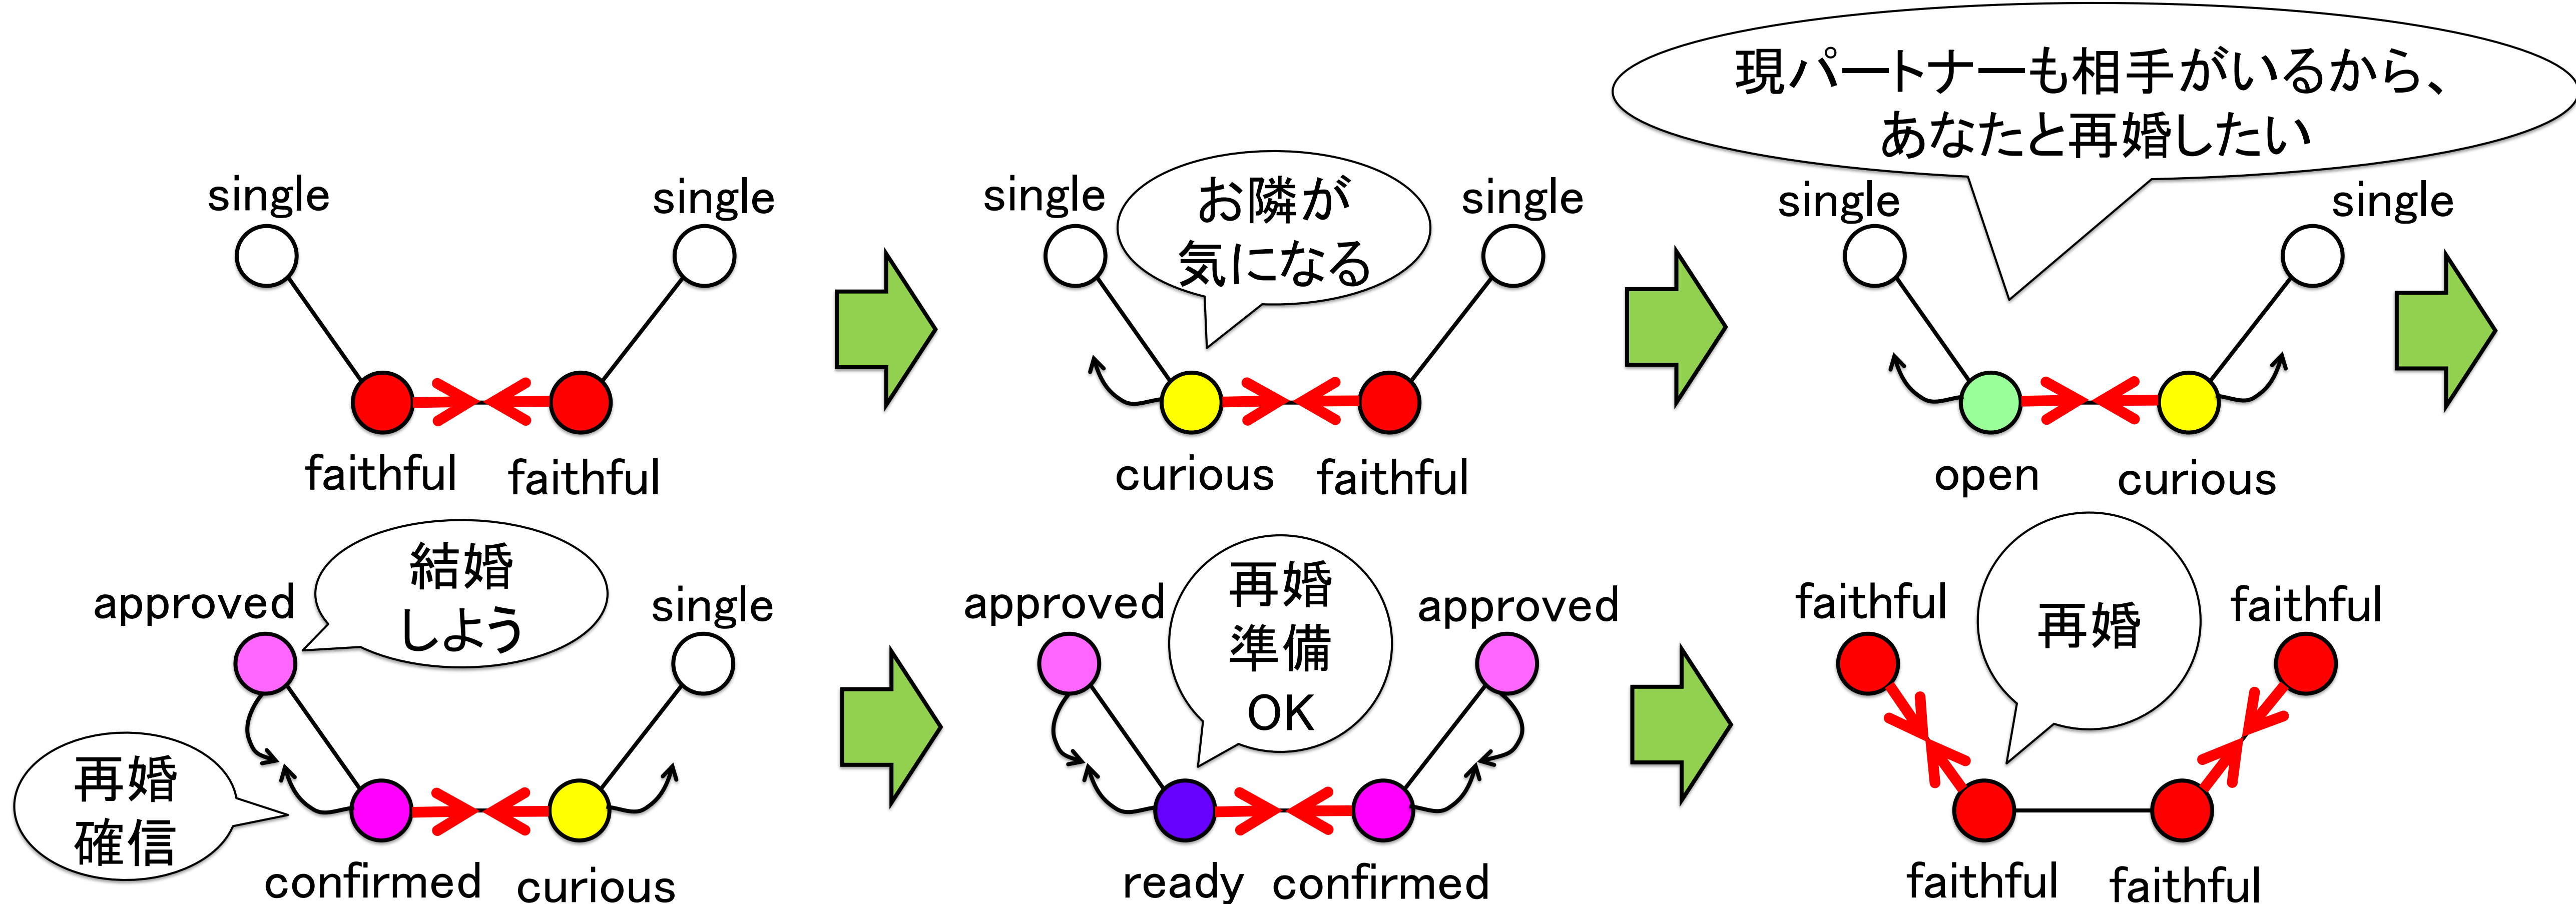 single
single
faithful
faithful
single
お隣が
気になる
single
curious
faithful
現パートナーも相手がいるから、
あなたと再婚したい
single
single
open
curious
approved
結婚
しよう
single
再婚
確信
confirmed
curious
approved
再婚
準備
OK
approved
ready
confirmed
faithful
再婚
faithful
faithful
faithful